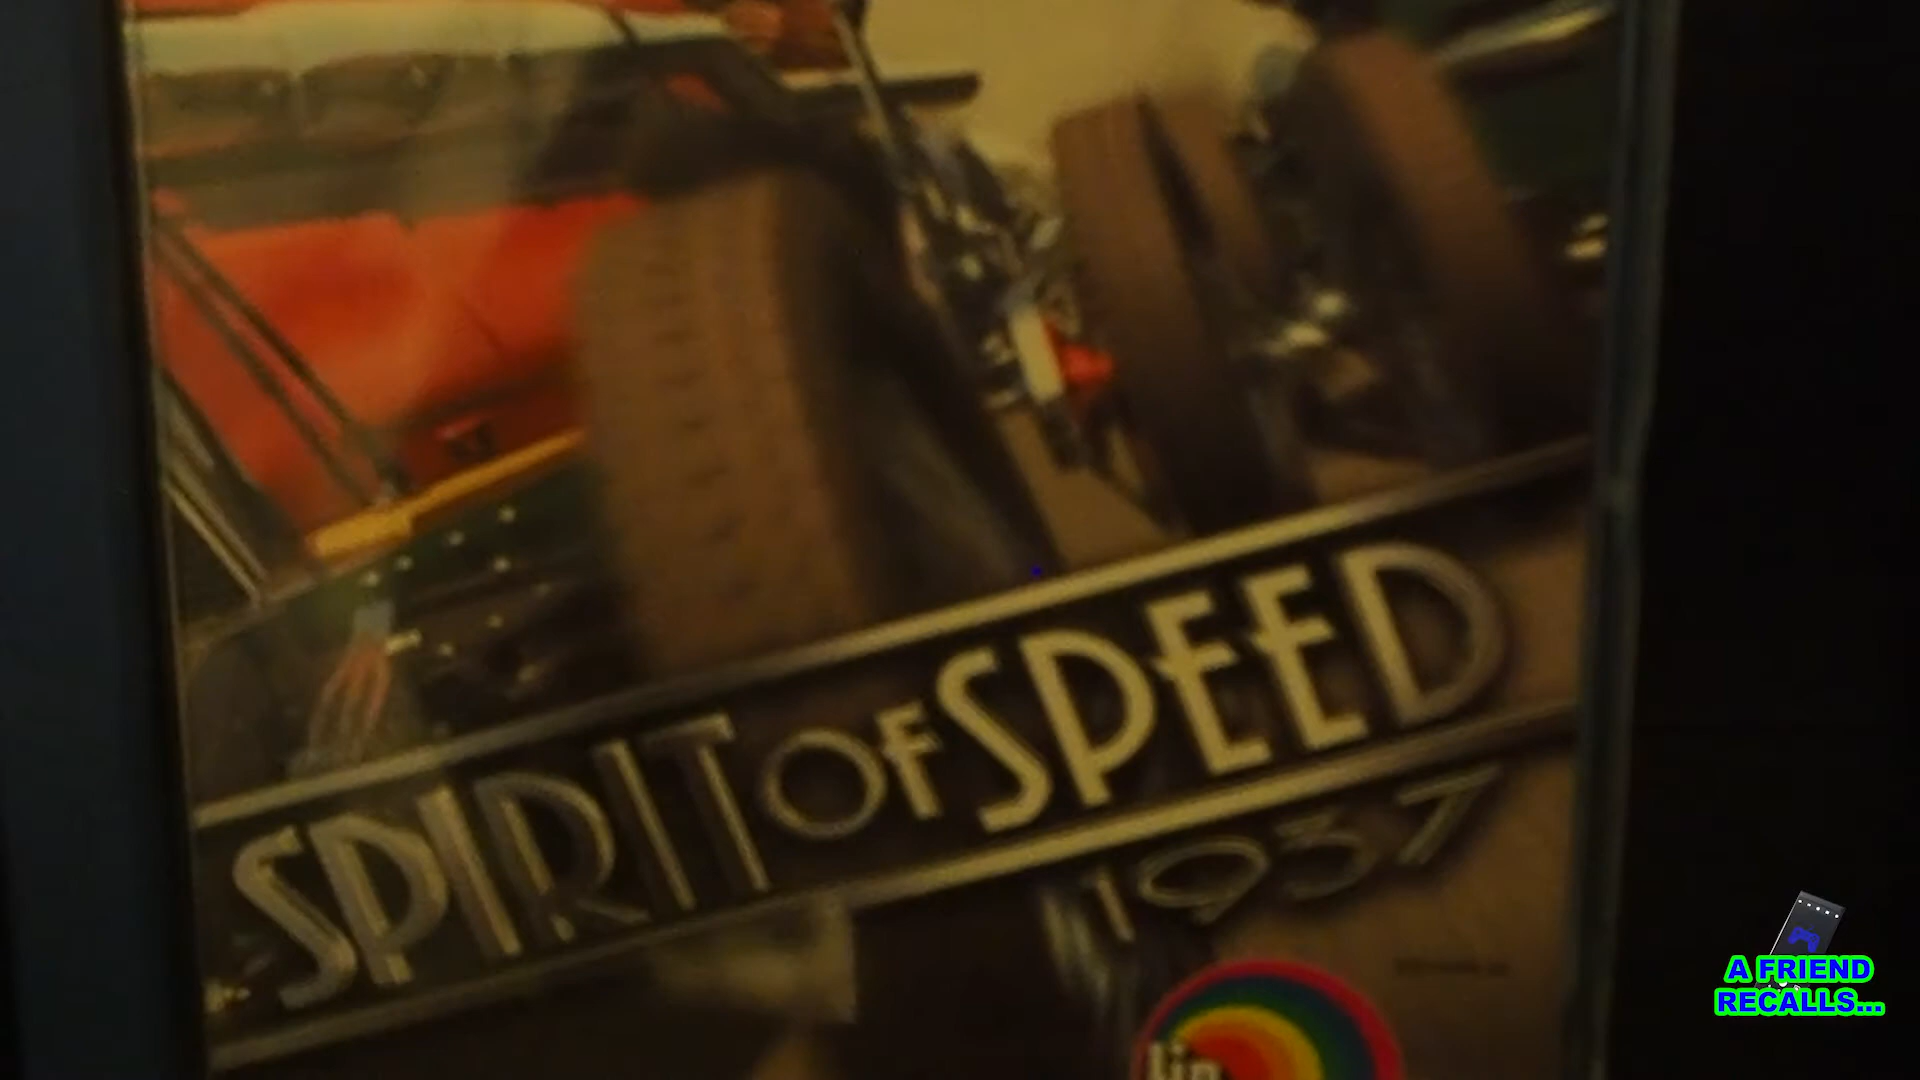 SPIRIT OF SPEED
1937
A FRIEND
RECALLS...